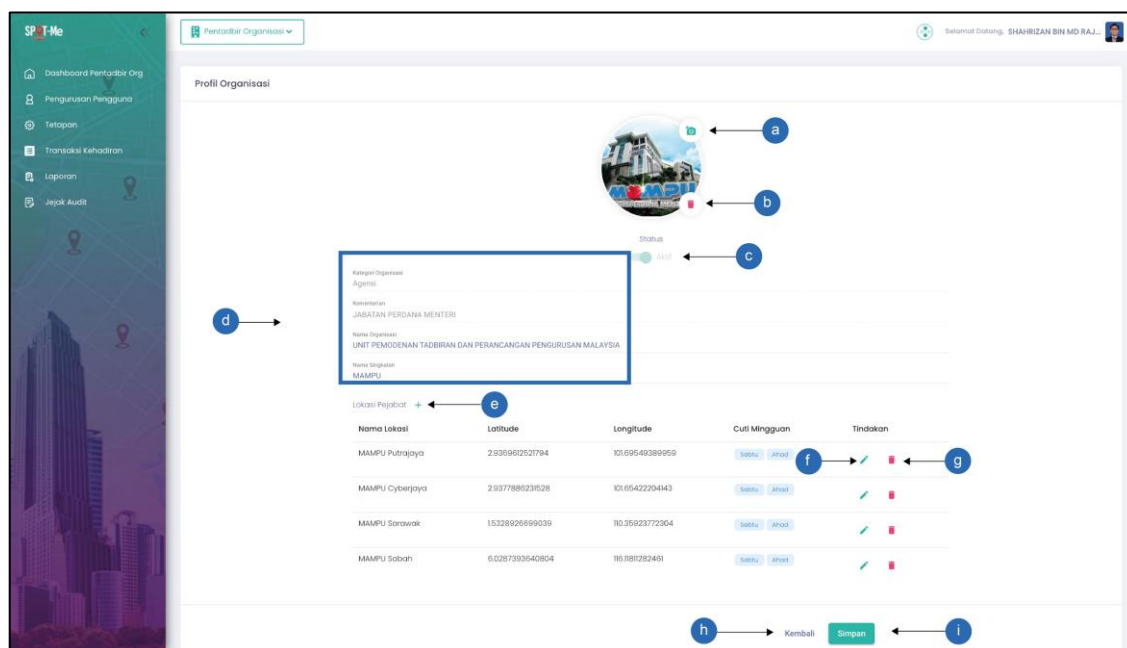 SPOT-Me
Pentadbir Organisasi
Selamat Datang, SHAHRIZAN BIN MD RAJ...
Dashboard Pentadbir Org
Pengurusan Pengguna
Tetapan
Transaksi Kehadiran
Laporan
Jejak Audit
Profil Organisasi
a
MAMPU
b
Status
Aktif
c
d
Kategori Organisasi
Agensi
Kementerian
JABATAN PERDANA MENTERI
Nama Organisasi
UNIT PEMODENAN TADBIRAN DAN PERANCANGAN PENGURUSAN MALAYSIA
Nama Singkatan
MAMPU
Lokasi Pejabat +
e
Nama Lokasi Latitude Longitude Cuti Mingguan Tindakan
MAMPU Putrajaya 2.9369612521794 101.69549389959 Sabtu Ahad
f
g
MAMPU Cyberjaya 2.9377886231528 101.65422204143 Sabtu Ahad
MAMPU Sarawak 1.5328926699039 110.35923772304 Sabtu Ahad
MAMPU Sabah 6.0287393640804 116.11811282461 Sabtu Ahad
h
Kembali
Simpan
i